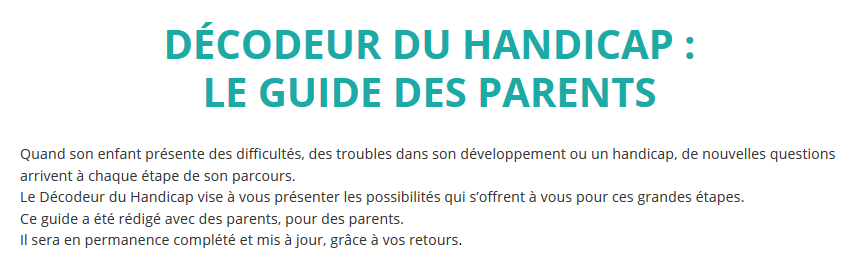 DÉCODEUR DU HANDICAP :
LE GUIDE DES PARENTS
Quand son enfant présente des difficultés, des troubles dans son développement ou un handicap, de nouvelles questions
arrivent à chaque étape de son parcours.
Le Décodeur du Handicap vise à vous présenter les possibilités qui s’offrent à vous pour ces grandes étapes.
Ce guide a été rédigé avec des parents, pour des parents.
Il sera en permanence complété et mis à jour, grâce à vos retours.